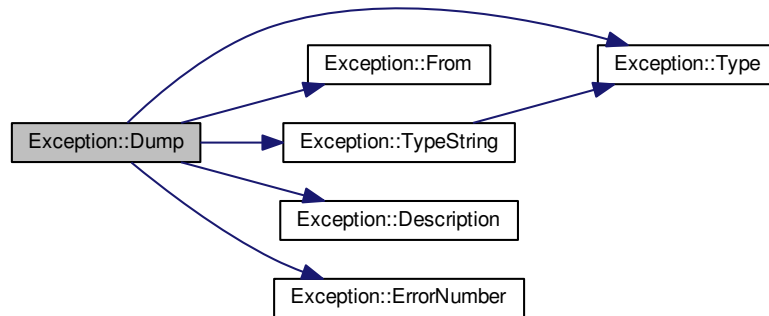 Exception::From
Exception::Type
Exception::Dump
Exception::TypeString
Exception::Description
Exception::ErrorNumber